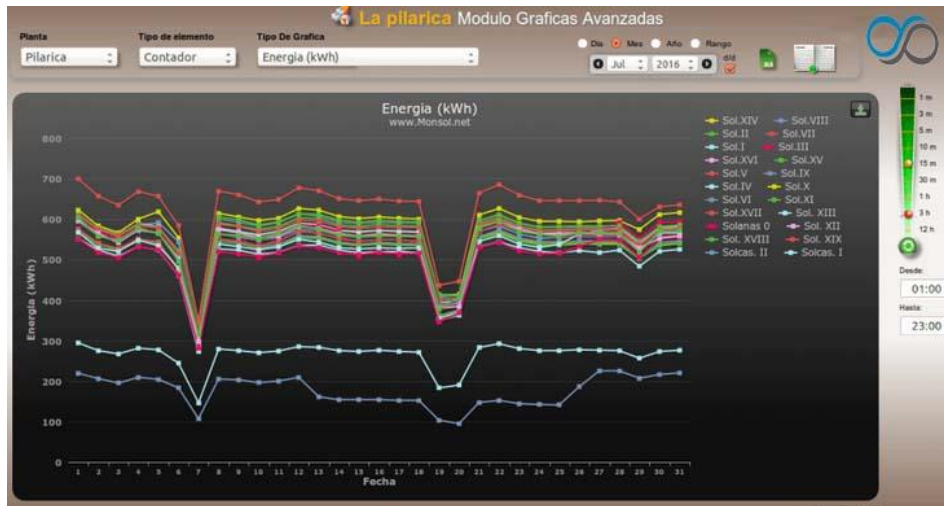 La pilarica Modulo Graficas Avanzadas
Planta
Tipo de elemento
Tipo De Grafica
Pilarica
Contador
Energía (kWh)
Dia Mes Año Rango
Jul 2016 d/d
Energia (kWh)
www.Monsol.net
Sol.XIV Sol.VIII
Sol.II Sol.VII
Sol.I Sol.III
Sol.XVI Sol.XV
Sol.V Sol.IX
Sol.IV Sol.X
Sol.VI Sol.XI
Sol.XVII Sol. XIII
Solanas 0 Sol. XII
Sol. XVIII Sol. XIX
Solcas. II Solcas. I
Energia (kWh)
800
700
600
500
400
300
200
100
0
1 2 3 4 5 6 7 8 9 10 11 12 13 14 15 16 17 18 19 20 21 22 23 24 25 26 27 28 29 30 31
Fecha
1 m
3 m
5 m
10 m
15 m
30 m
1 h
3 h
12 h
Desde:
01:00
Hasta:
23:00